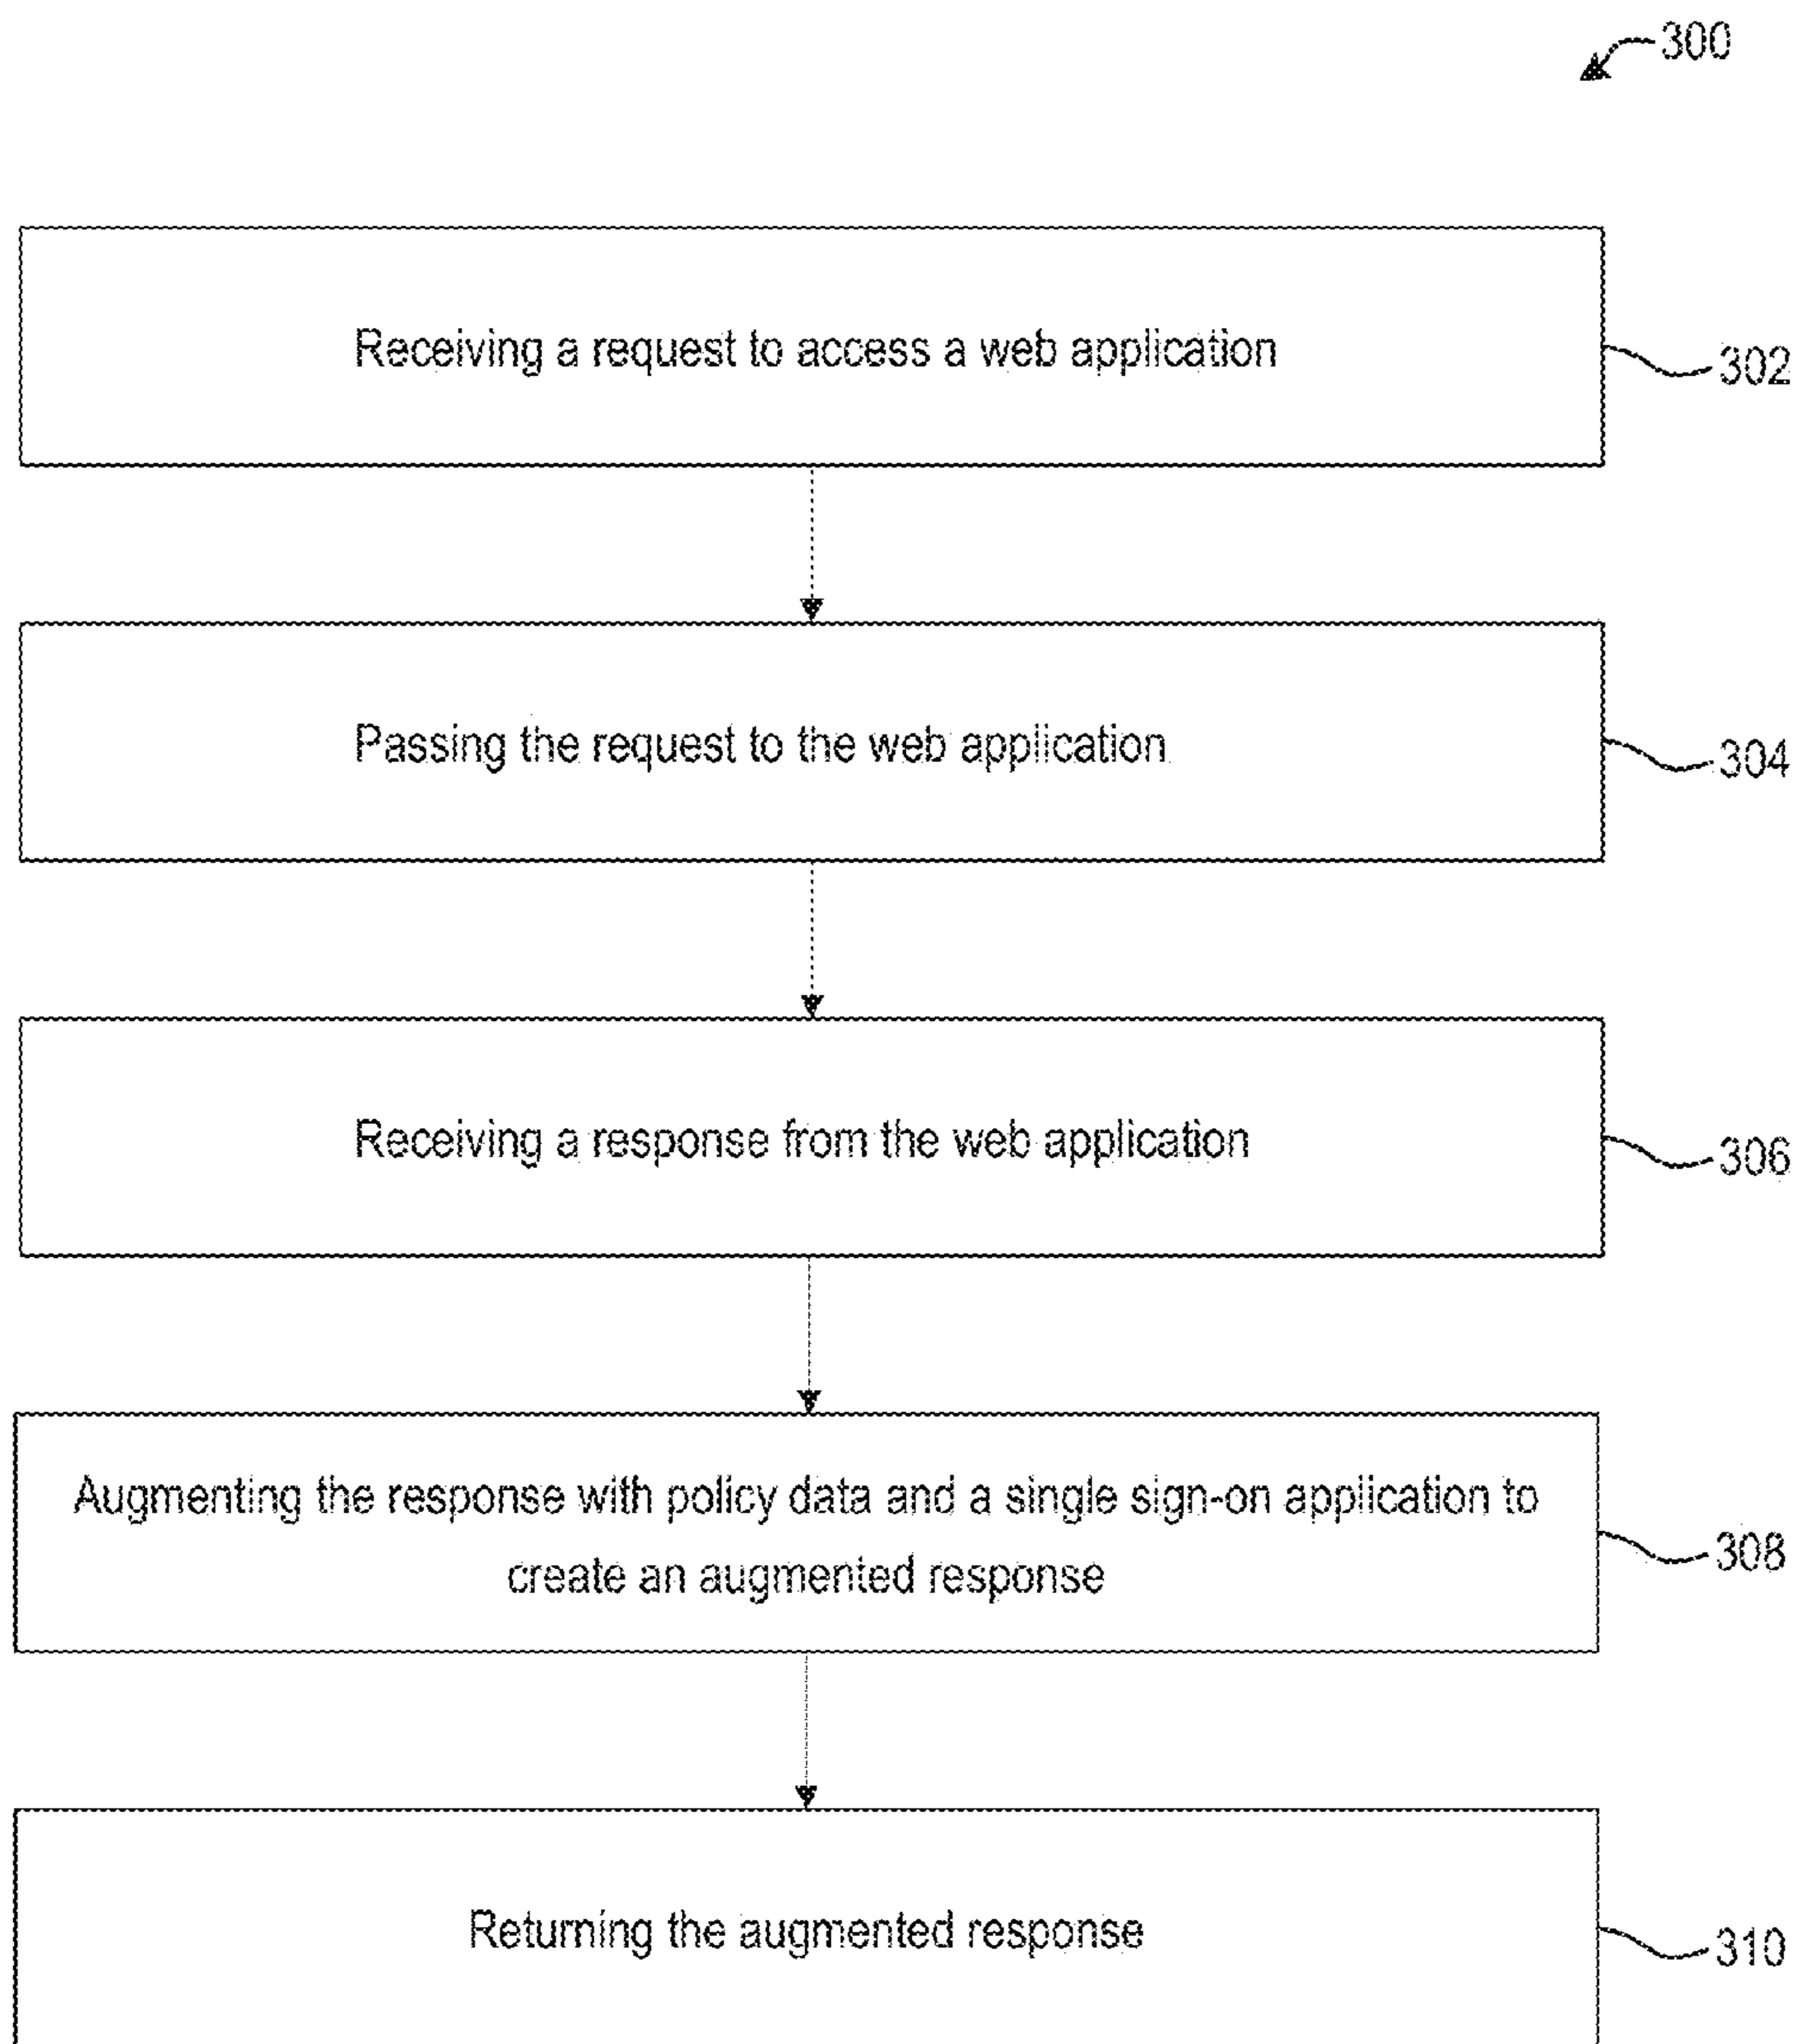 300
Receiving a request to access a web application
302
Passing the request to the web application
304
Receiving a response from the web application
306
Augmenting the response with policy data and a single sign-on application to
create an augmented response
308
Returning the augmented response
310